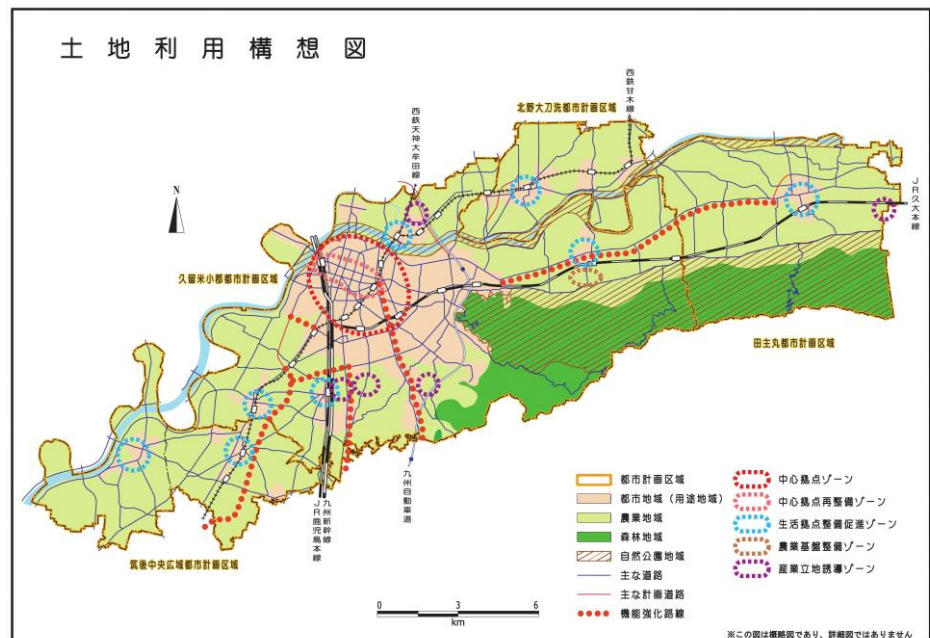 土地利用構想図
西鉄甘木線
北野大刀洗都市計画区域
西鉄天神大牟田線
JR久大本線
N
久留米小郡都市計画区域
田主丸都市計画区域
九州自動車道
九州新幹線
JR鹿児島本線
筑後中央広域都市計画区域
都市計画区域
都市地域(用途地域)
農業地域
森林地域
自然公園地域
主な道路
主な計画道路
機能強化路線
中心拠点ゾーン
中心拠点再整備ゾーン
生活拠点整備促進ゾーン
農業基盤整備ゾーン
産業立地誘導ゾーン
0 3 6
km
※この図は概略図であり、詳細図ではありません